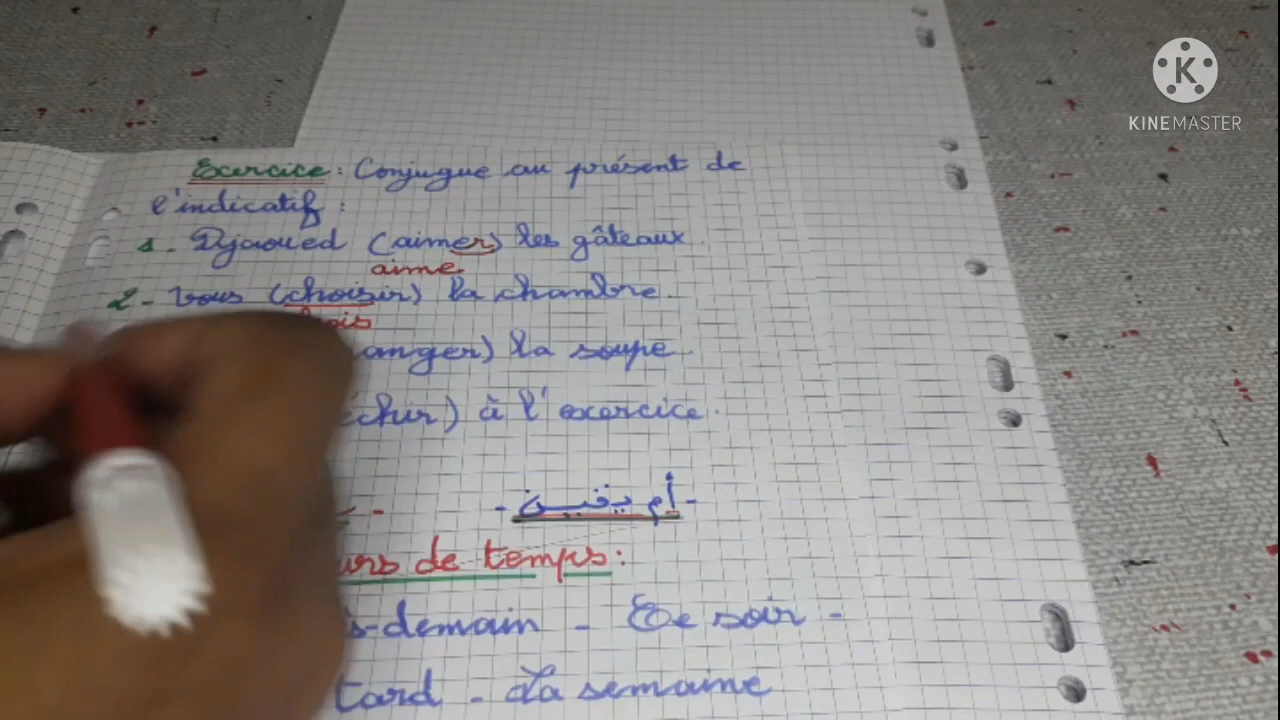 KINEMASTER
Exercice : Conjugue au présent de
l'indicatif :
1 - Djaoued (aimer) les gâteaux.
aime
2 - Vous (choisir) la chambre.
la soupe.
à l'exercice.
- أم يقين -
de temps :
demain - Ce soir -
tard - La semaine